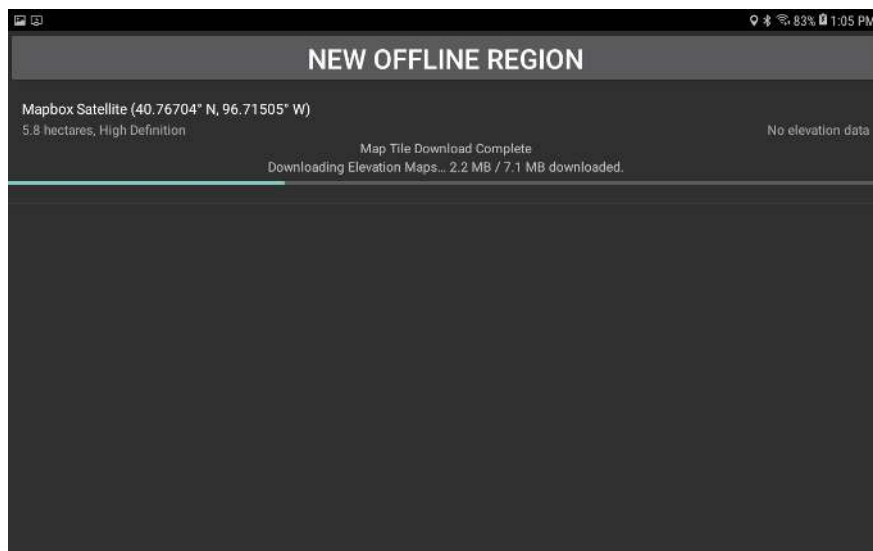 83% 1:05 PM
NEW OFFLINE REGION
Mapbox Satellite (40.76704° N, 96.71505° W)
5.8 hectares, High Definition
No elevation data
Map Tile Download Complete
Downloading Elevation Maps... 2.2 MB / 7.1 MB downloaded.